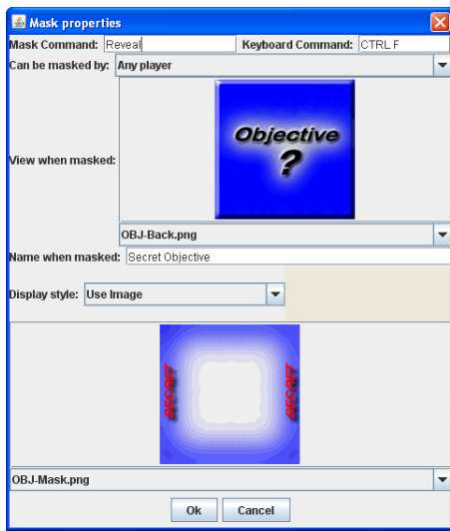 Mask properties
Mask Command: Reveal Keyboard Command: CTRL F
Can be masked by: Any player
Objective
?
View when masked:
OBJ-Back.png
Name when masked: Secret Objective
Display style: Use Image
SECRET SECRET
OBJ-Mask.png
Ok Cancel